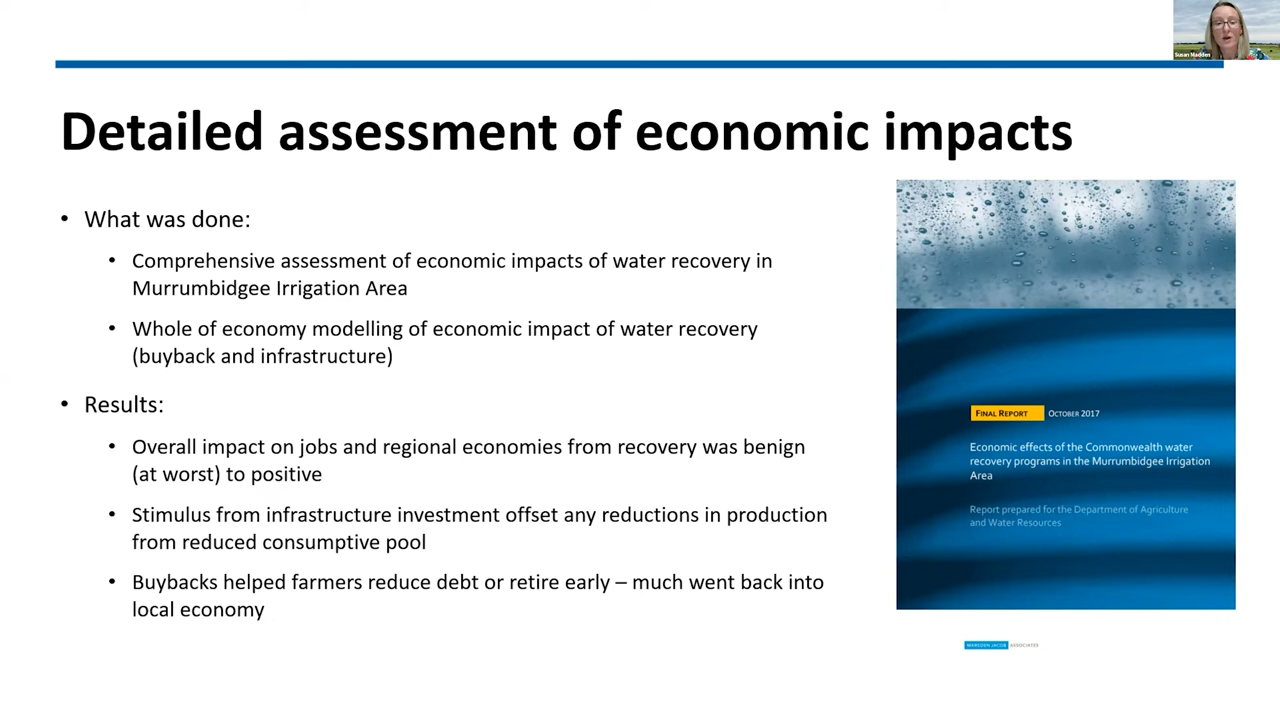 Susan Madden
Detailed assessment of economic impacts
• What was done:
• Comprehensive assessment of economic impacts of water recovery in
Murrumbidgee Irrigation Area
• Whole of economy modelling of economic impact of water recovery
(buyback and infrastructure)
• Results:
• Overall impact on jobs and regional economies from recovery was benign
(at worst) to positive
• Stimulus from infrastructure investment offset any reductions in production
from reduced consumptive pool
• Buybacks helped farmers reduce debt or retire early – much went back into
local economy
FINAL REPORT OCTOBER 2017
Economic effects of the Commonwealth water
recovery programs in the Murrumbidgee Irrigation
Area
Report prepared for the Department of Agriculture
and Water Resources
MARSDEN JACOB ASSOCIATES